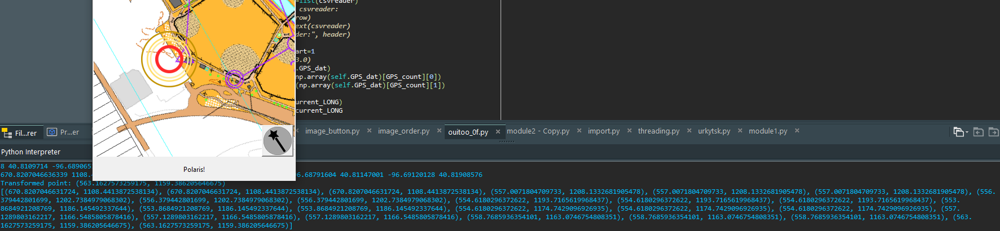 =list(csvreader)
csvreader:
row)
ext(csvreader)
der:", header)
art=1
3.0)
.GPS_dat)
np.array(self.GPS_dat)[GPS_count][0])
(np.array(self.GPS_dat)[GPS_count][1])
urrent_LONG)
current_LONG
Fil...rer
Pr...er
image_button.py
image_order.py
ouitoo_0f.py
module2 - Copy.py
import.py
threading.py
urkytsk.py
module1.py
Python Interpreter
Polaris!
8 40.8109714 -96.68906
670.8207046636339 1108. 6.68791604 40.81147001 -96.69120128 40.81908576
Transformed point: (563.1627573259175, 1159.386205646675)
[(670.8207046631724, 1108.4413872538134), (670.8207046631724, 1108.4413872538134), (670.8207046631724, 1108.4413872538134), (557.0071804709733, 1208.1332681905478), (557.0071804709733, 1208.1332681905478), (557.0071804709733, 1208.1332681905478), (556.
379442801699, 1202.7384979068302), (556.379442801699, 1202.7384979068302), (556.379442801699, 1202.7384979068302), (554.6180296372622, 1193.7165619968437), (554.6180296372622, 1193.7165619968437), (554.6180296372622, 1193.7165619968437), (553.
8684921208769, 1186.145492337644), (553.8684921208769, 1186.145492337644), (553.8684921208769, 1186.145492337644), (554.6180296372622, 1174.7429096926935), (554.6180296372622, 1174.7429096926935), (554.6180296372622, 1174.7429096926935), (557.
1289803162217, 1166.5485805878416), (557.1289803162217, 1166.5485805878416), (557.1289803162217, 1166.5485805878416), (558.7685936354101, 1163.0746754808351), (558.7685936354101, 1163.0746754808351), (558.7685936354101, 1163.0746754808351), (563.
1627573259175, 1159.386205646675), (563.1627573259175, 1159.386205646675)]